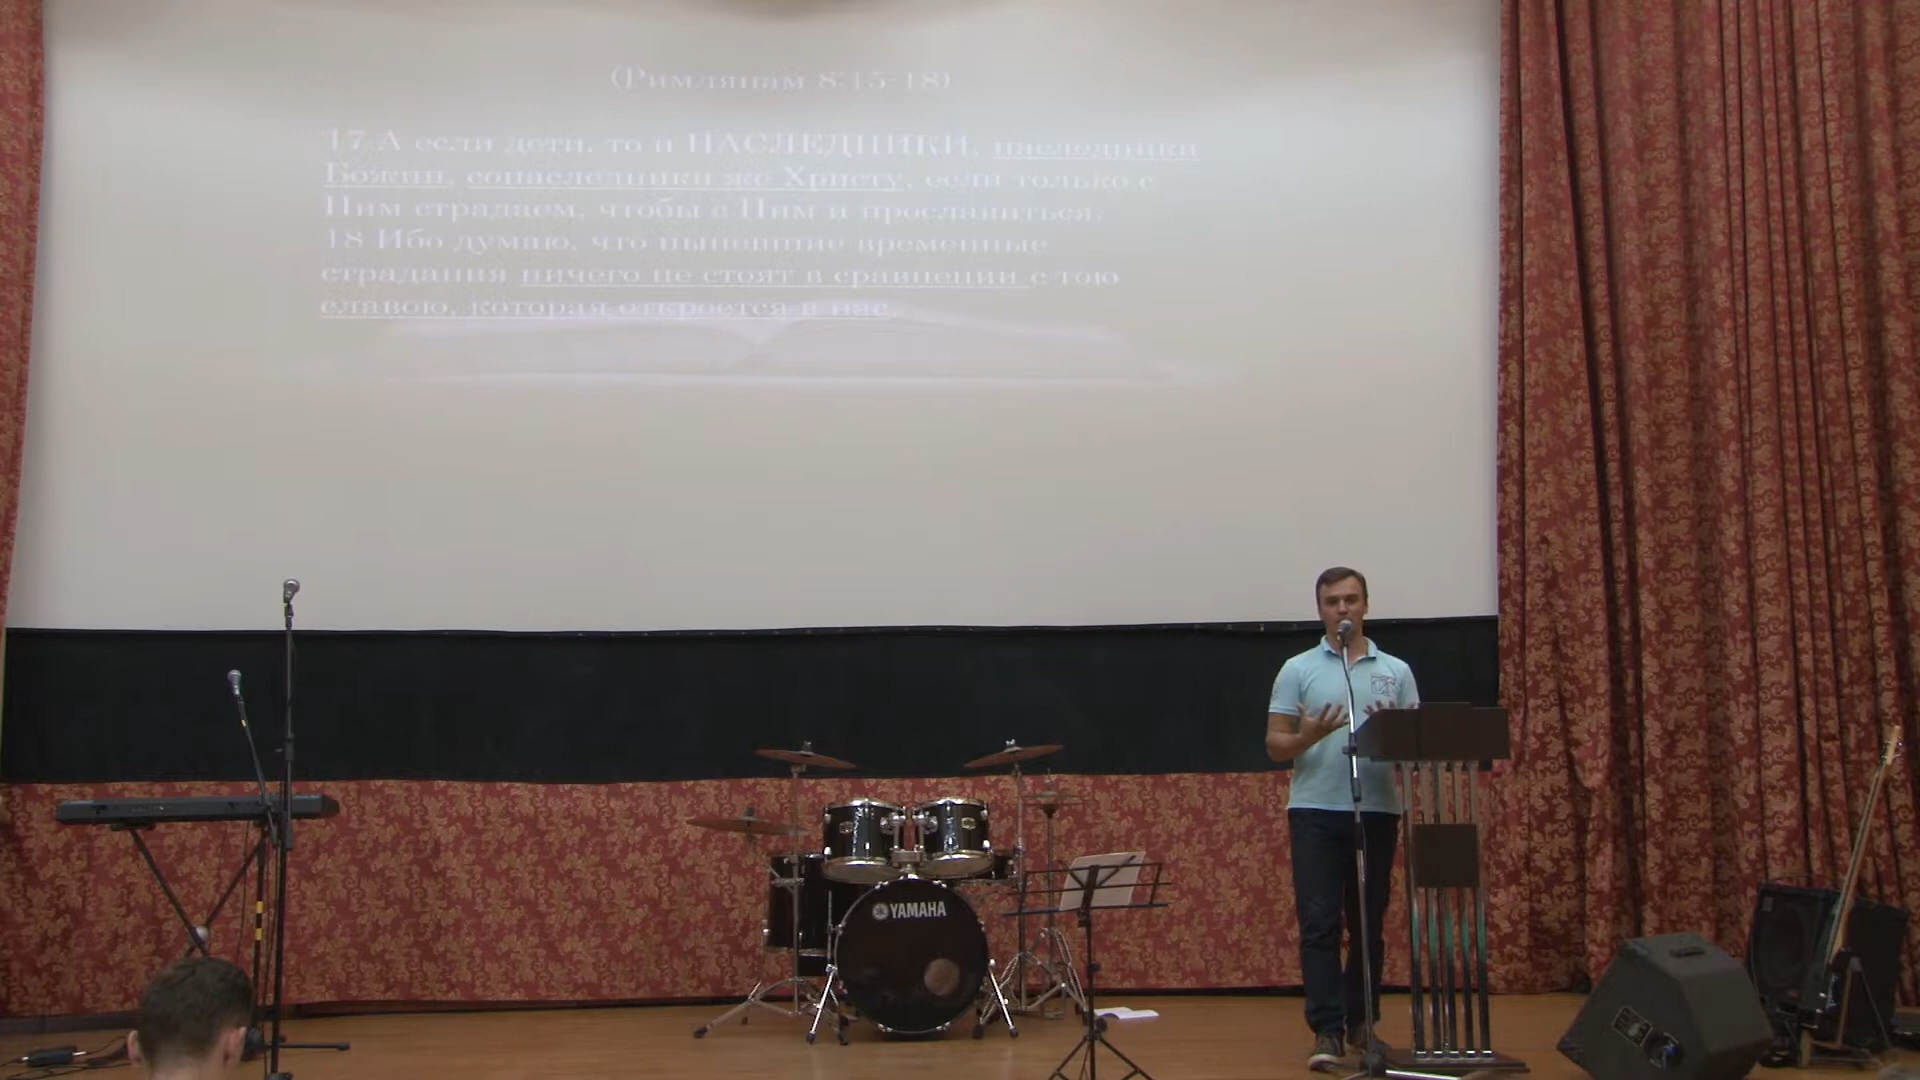 (Римлянам 8:15-18)
17 А если дети, то и НАСЛЕДНИКИ, наследники
Божии, сонаследники же Христу, если только с
Ним страдаем, чтобы с Ним и прославиться.
18 Ибо думаю, что нынешние временные
страдания ничего не стоят в сравнении с тою
славою, которая откроется в нас.
YAMAHA